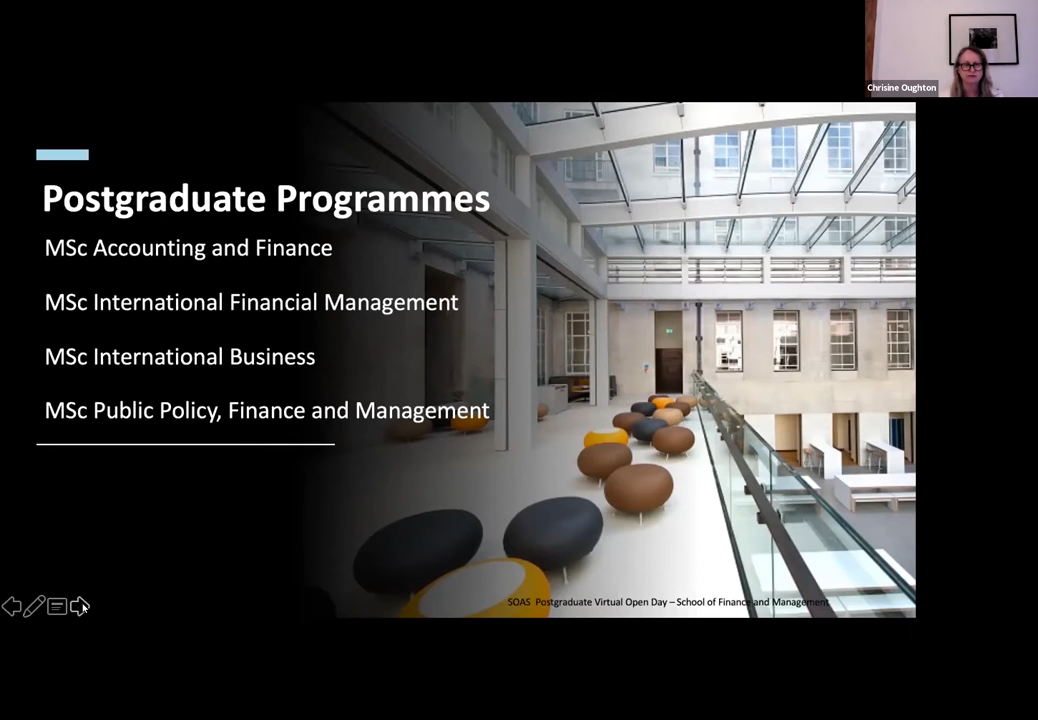 Chrisine Oughton
Postgraduate Programmes
MSc Accounting and Finance
MSc International Financial Management
MSc International Business
MSc Public Policy, Finance and Management
SOAS Postgraduate Virtual Open Day – School of Finance and Management